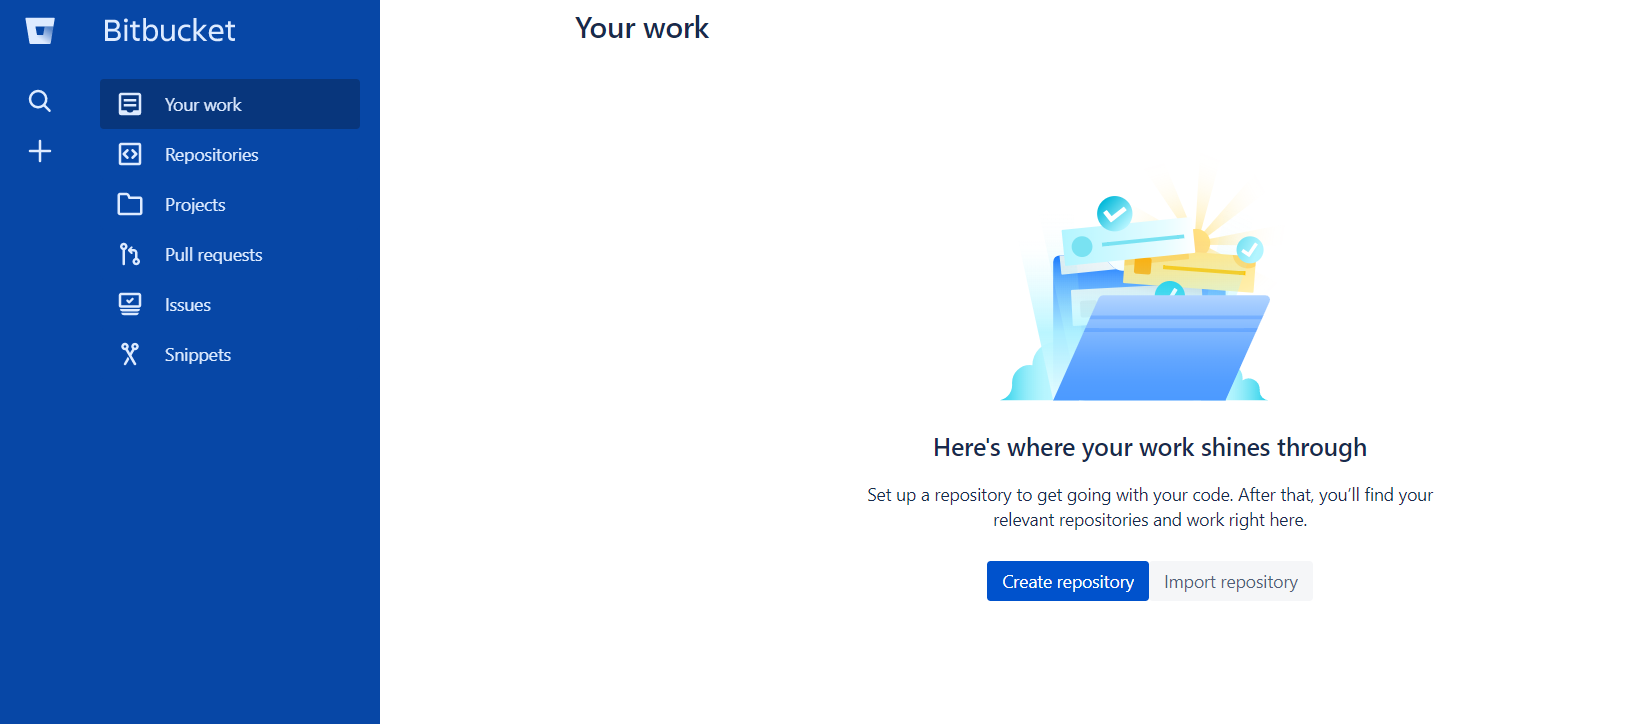 Bitbucket
Your work
Repositories
Projects
Pull requests
Issues
Snippets
Your work
Here's where your work shines through
Set up a repository to get going with your code. After that, you’ll find your
relevant repositories and work right here.
Create repository
Import repository